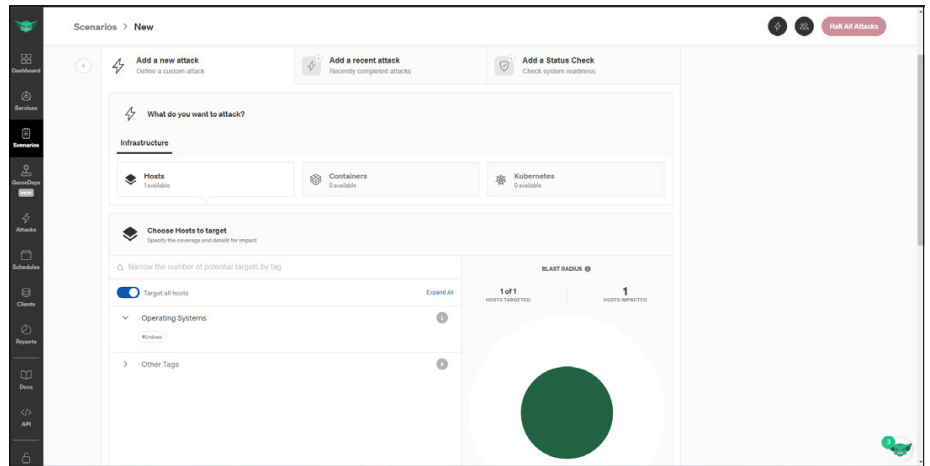 Scenarios > New
Halt All Attacks
Dashboard
Services
Scenarios
GameDays
NEW
Attacks
Schedules
Clients
Reports
Docs
API
Add a new attack
Define a custom attack
Add a recent attack
Recently completed attacks
Add a Status Check
Check system readiness
What do you want to attack?
Infrastructure
Hosts
1 available
Containers
0 available
Kubernetes
0 available
Choose Hosts to target
Specify the coverage and details for impact
Narrow the number of potential targets by tag
Target all hosts
Expand All
Operating Systems
1
Windows
Other Tags
4
BLAST RADIUS
1 of 1
HOSTS TARGETED
1
HOSTS IMPACTED
3